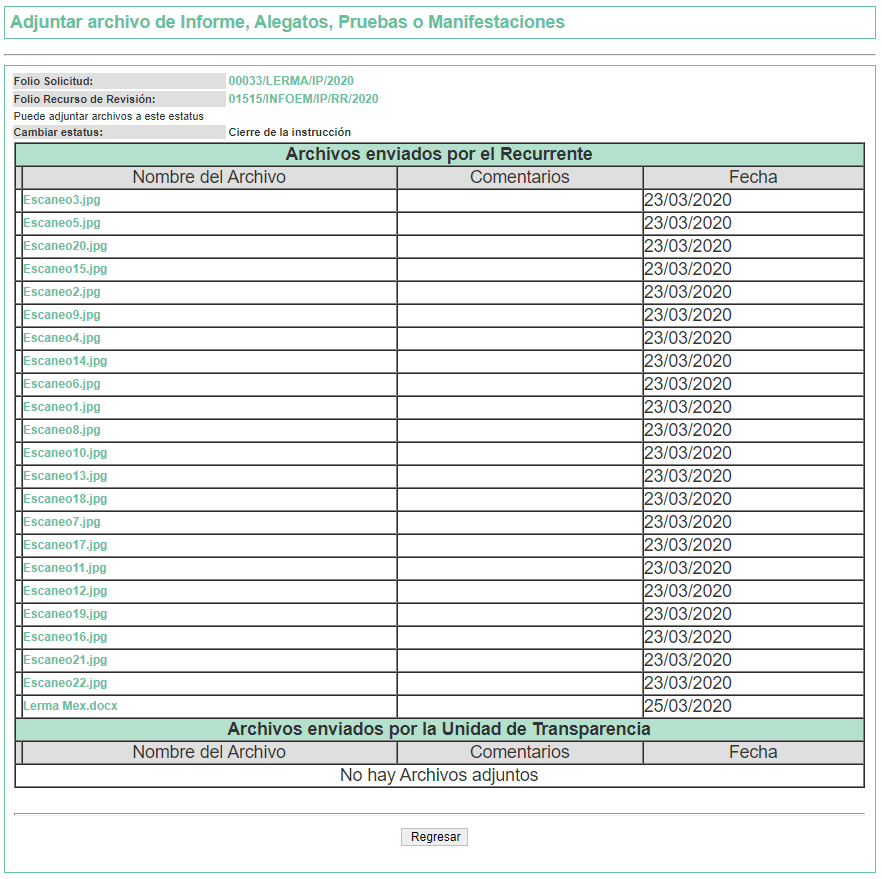 Adjuntar archivo de Informe, Alegatos, Pruebas o Manifestaciones
Folio Solicitud: 00033/LERMA/IP/2020
Folio Recurso de Revisión: 01515/INFOEM/IP/RR/2020
Puede adjuntar archivos a este estatus
Cambiar estatus: Cierre de la instrucción
Archivos enviados por el Recurrente
Nombre del Archivo Comentarios Fecha
Escaneo3.jpg 23/03/2020
Escaneo5.jpg 23/03/2020
Escaneo20.jpg 23/03/2020
Escaneo15.jpg 23/03/2020
Escaneo2.jpg 23/03/2020
Escaneo9.jpg 23/03/2020
Escaneo4.jpg 23/03/2020
Escaneo14.jpg 23/03/2020
Escaneo6.jpg 23/03/2020
Escaneo1.jpg 23/03/2020
Escaneo8.jpg 23/03/2020
Escaneo10.jpg 23/03/2020
Escaneo13.jpg 23/03/2020
Escaneo18.jpg 23/03/2020
Escaneo7.jpg 23/03/2020
Escaneo17.jpg 23/03/2020
Escaneo11.jpg 23/03/2020
Escaneo12.jpg 23/03/2020
Escaneo19.jpg 23/03/2020
Escaneo16.jpg 23/03/2020
Escaneo21.jpg 23/03/2020
Escaneo22.jpg 23/03/2020
Lerma Mex.docx 25/03/2020
Archivos enviados por la Unidad de Transparencia
Nombre del Archivo Comentarios Fecha
No hay Archivos adjuntos
Regresar